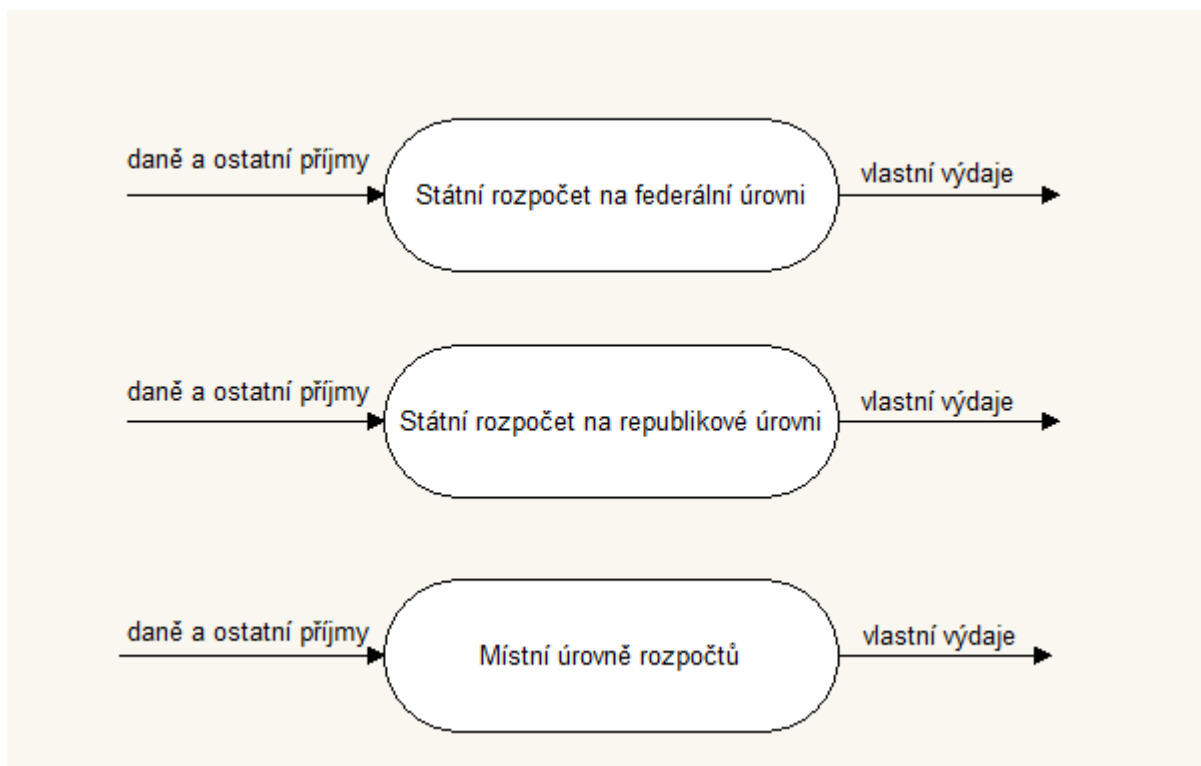 daně a ostatní příjmy
Státní rozpočet na federální úrovni
vlastní výdaje
daně a ostatní příjmy
Státní rozpočet na republikové úrovni
vlastní výdaje
daně a ostatní příjmy
Místní úrovně rozpočtů
vlastní výdaje